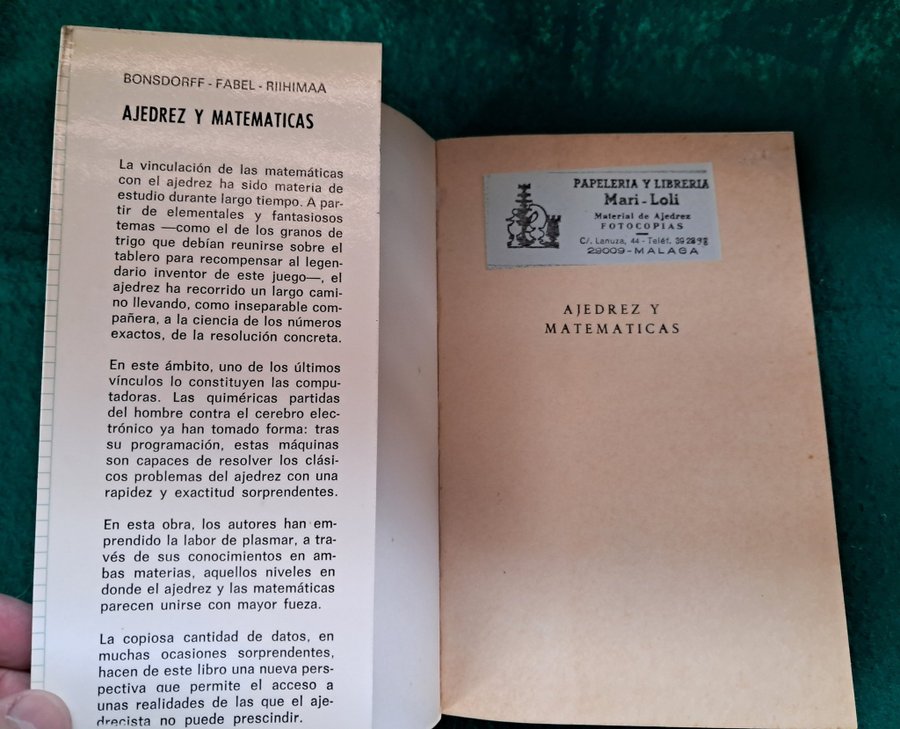 BONSDORFF - FABEL - RIIHIMAA
AJEDREZ Y MATEMATICAS
La vinculación de las matemáticas
con el ajedrez ha sido materia de
estudio durante largo tiempo. A par-
tir de elementales y fantasiosos
temas —como el de los granos de
trigo que debían reunirse sobre el
tablero para recompensar al legen-
dario inventor de este juego—, el
ajedrez ha recorrido un largo cami-
no llevando, como inseparable com-
pañera, a la ciencia de los números
exactos, de la resolución concreta.
En este ámbito, uno de los últimos
vínculos lo constituyen las compu-
tadoras. Las quiméricas partidas
del hombre contra el cerebro elec-
trónico ya han tomado forma: tras
su programación, estas máquinas
son capaces de resolver los clási-
cos problemas del ajedrez con una
rapidez y exactitud sorprendentes.
En esta obra, los autores han em-
prendido la labor de plasmar, a tra-
vés de sus conocimientos en am-
bas materias, aquellos niveles en
donde el ajedrez y las matemáticas
parecen unirse con mayor fueza.
La copiosa cantidad de datos, en
muchas ocasiones sorprendentes,
hacen de este libro una nueva pers-
pectiva que permite el acceso a
unas realidades de las que el aje-
drecista no puede prescindir.
PAPELERIA Y LIBRERIA
Mari - Loli
Material de Ajedrez
FOTOCOPIAS
C/. Lanuza, 44 - Teléf. 39 28 98
29009 - MALAGA
AJEDREZ Y
MATEMATICAS